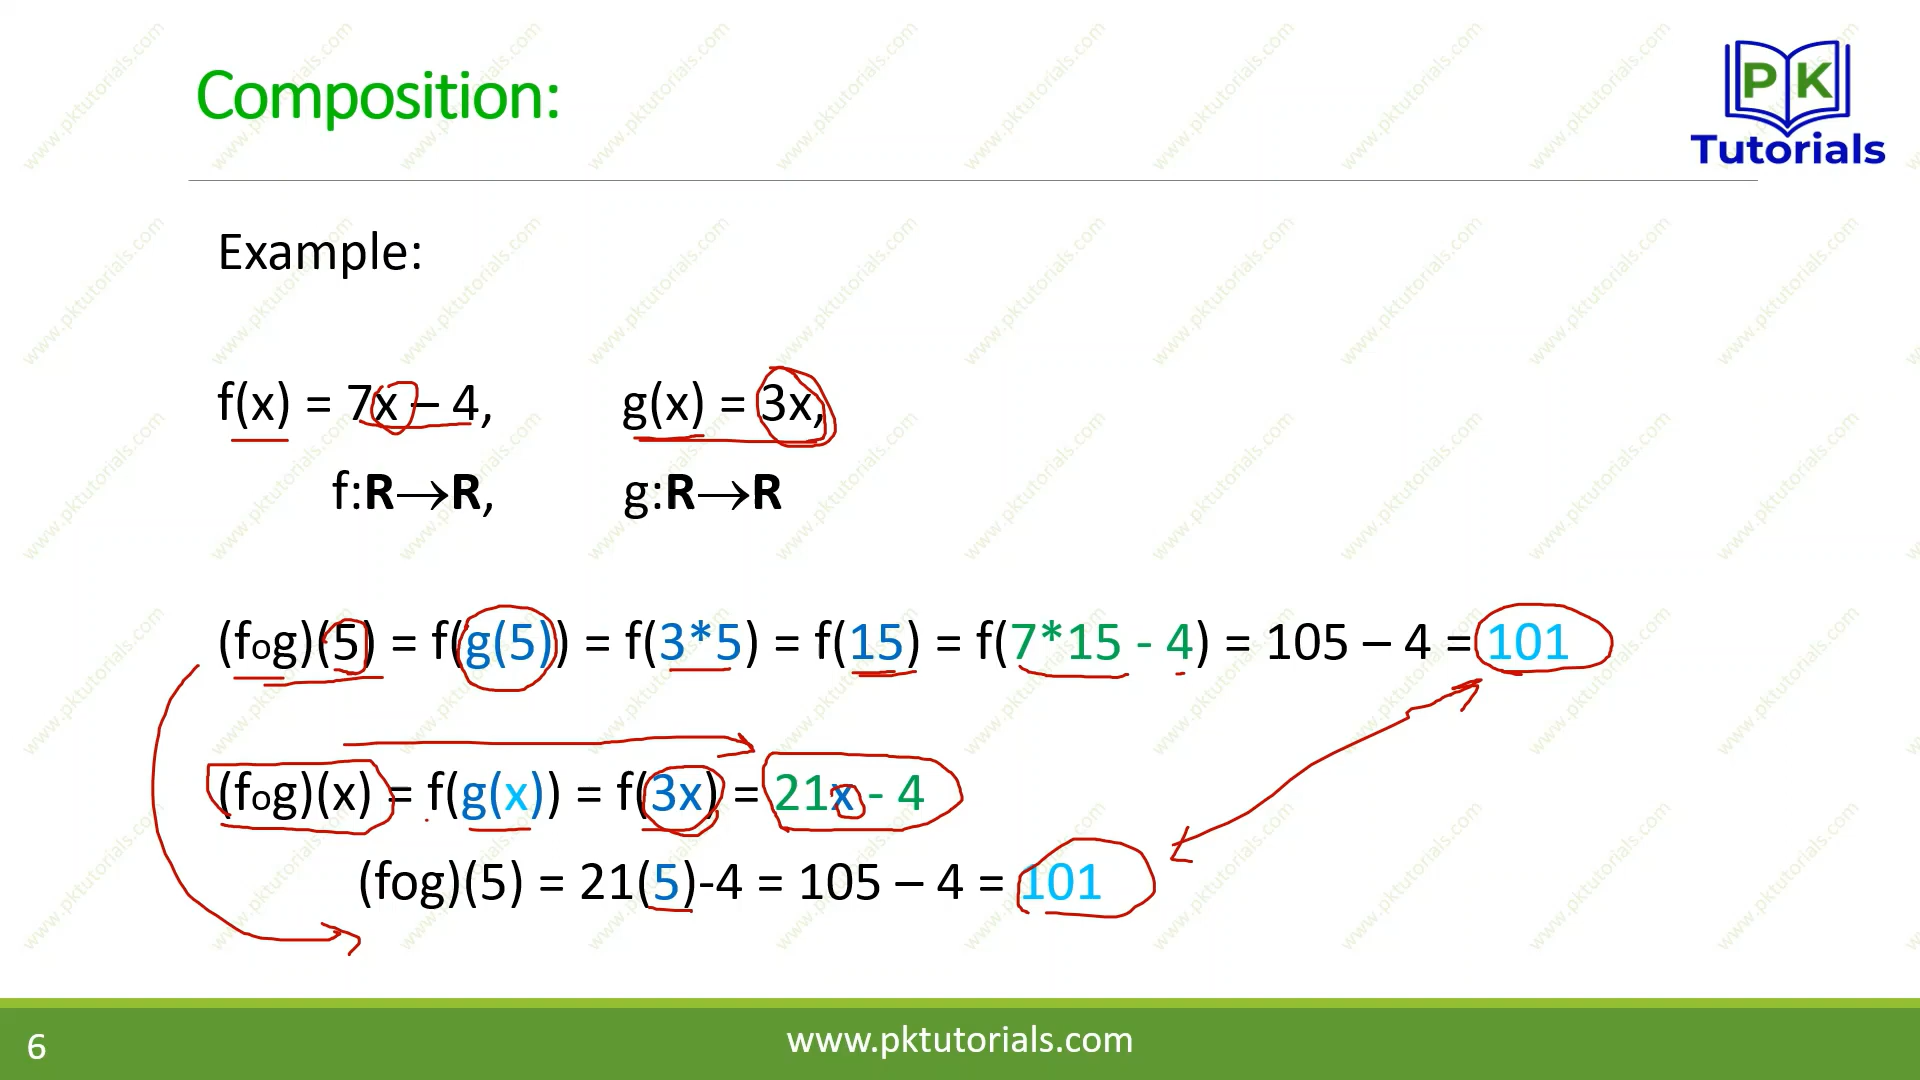 Composition:
P K
Tutorials
Example:
f(x) = 7x – 4, g(x) = 3x,
f:R→R, g:R→R
(fog)(5) = f(g(5)) = f(3*5) = f(15) = f(7*15 - 4) = 105 – 4 = 101
(fog)(x) = f(g(x)) = f(3x) = 21x - 4
(fog)(5) = 21(5)-4 = 105 – 4 = 101
6
www.pktutorials.com